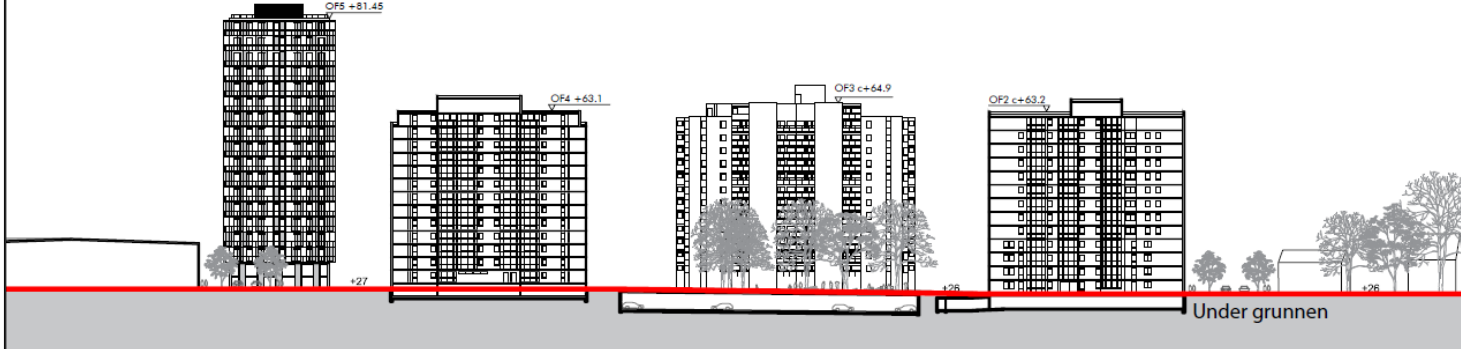 OF5 +81.45
OF4 +63.1
OF3 c+64.9
OF2 c+63.2
+27
+26
+26
Under grunnen